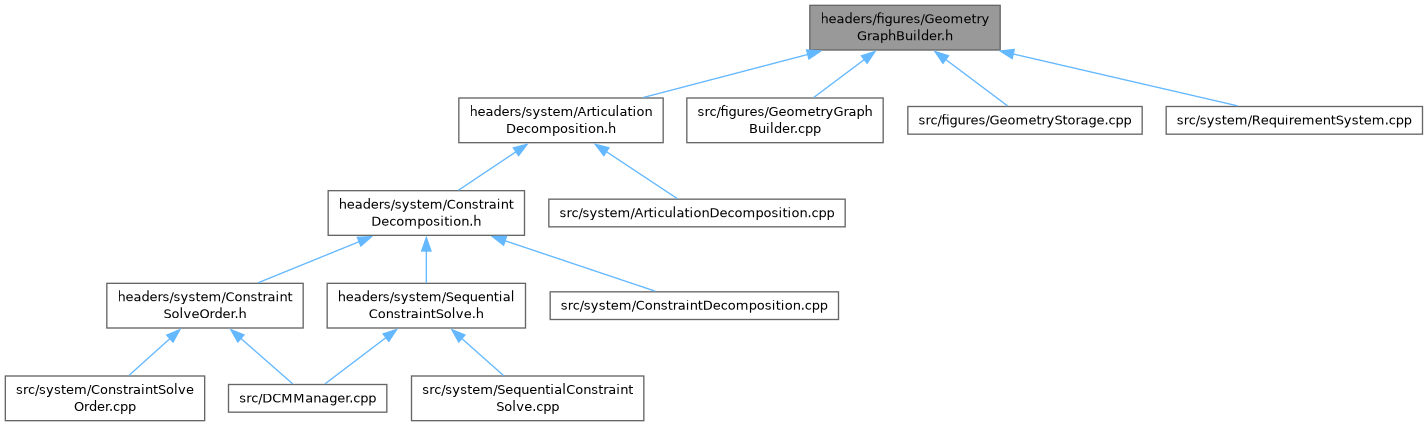 headers/figures/Geometry
GraphBuilder.h
headers/system/Articulation
Decomposition.h
src/figures/GeometryGraph
Builder.cpp
src/figures/GeometryStorage.cpp
src/system/RequirementSystem.cpp
headers/system/Constraint
Decomposition.h
src/system/ArticulationDecomposition.cpp
headers/system/Constraint
SolveOrder.h
headers/system/Sequential
ConstraintSolve.h
src/system/ConstraintDecomposition.cpp
src/system/ConstraintSolve
Order.cpp
src/DCMManager.cpp
src/system/SequentialConstraint
Solve.cpp